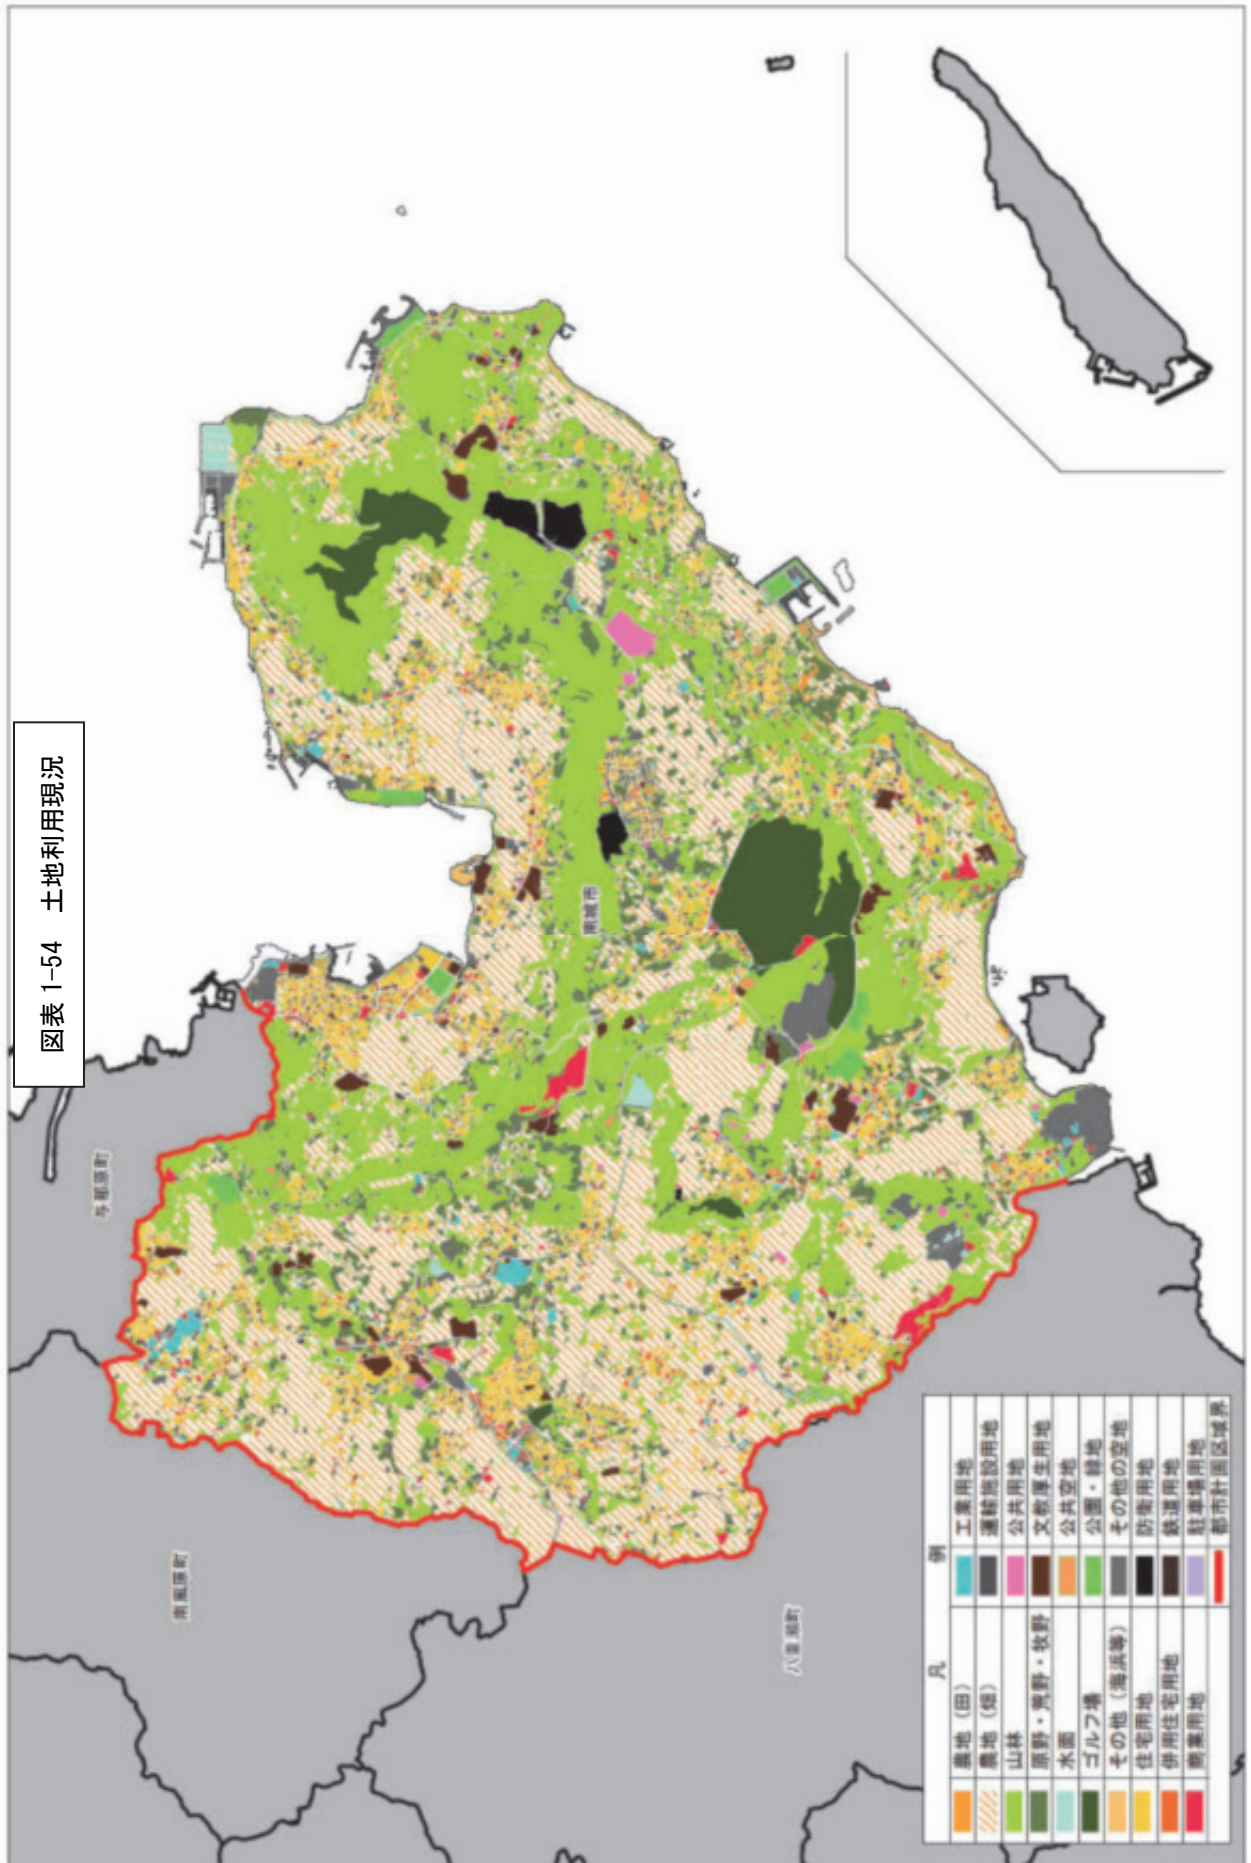 図表 1-54　土地利用現況
与那原町
南風原町
南城市
八重瀬町
凡　例
農地（田）
農地（畑）
山林
原野・荒野・牧野
水面
ゴルフ場
その他（海浜等）
住宅用地
併用住宅用地
商業用地
工業用地
運輸施設用地
公共用地
文教厚生用地
公共空地
公園・緑地
その他の空地
防衛用地
鉄道用地
駐車場用地
都市計画区域界